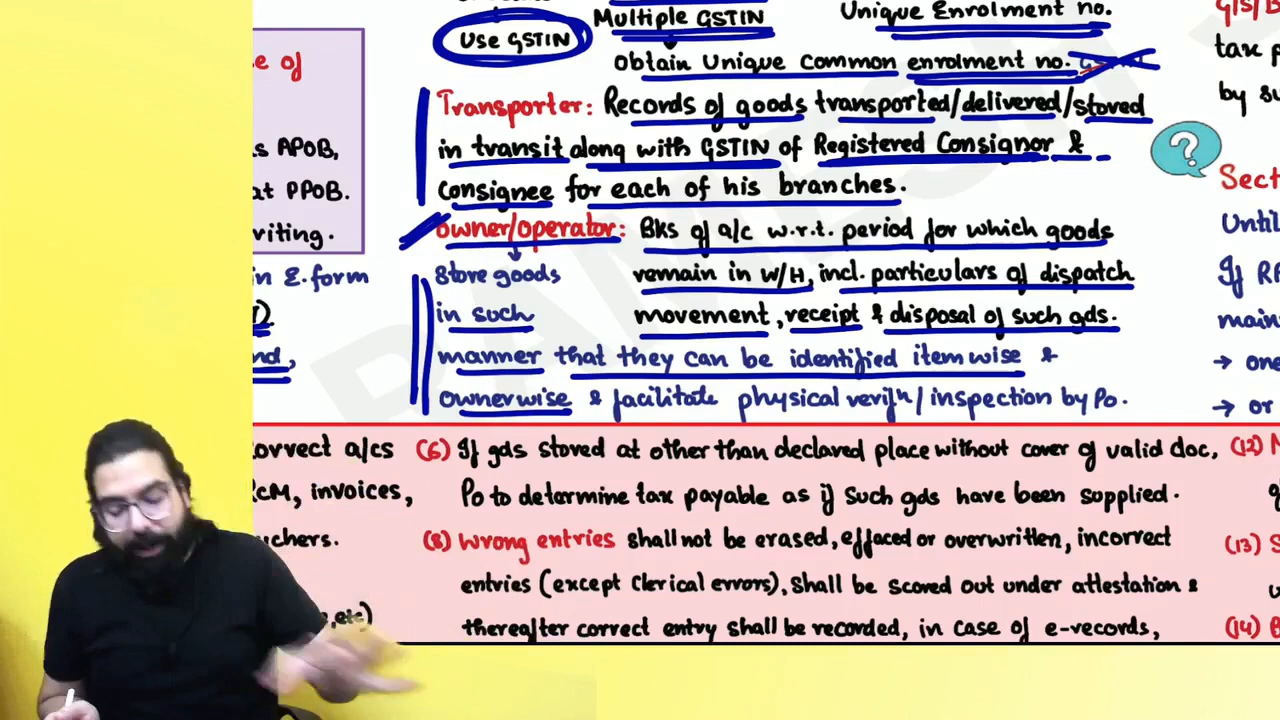 Multiple GSTIN
Unique Enrolment no.
Use GSTIN
obtain Unique common enrolment no.
Transporter: Records of goods transported/delivered/stored
in transit along with GSTIN of Registered Consignor &
consignee for each of his branches.
owner/operator: Bks of a/c w.r.t. period for which goods
Store goods remain in W/H, incl. particulars of dispatch
in such movement, receipt & disposal of such gds.
manner that they can be identified itemwise &
ownerwise & facilitate physical verifⁿ/inspection by Po.
e of
s APOB,
at PPoB.
writing.
in E.form
nd,
orrect a/cs
RCM, invoices,
uchers.
,etc)
(6) If gds stored at other than declared place without cover of valid doc,
Po to determine tax payable as if such gds have been supplied.
(8) Wrong entries shall not be erased, effaced or overwritten, incorrect
entries (except Clerical errors), shall be scored out under attestation &
thereafter correct entry shall be recorded, in case of e-records,
tax p
by su
?
Sect
Until
If RP
main
→ one
→ or
(12)
(13) S
(14) B